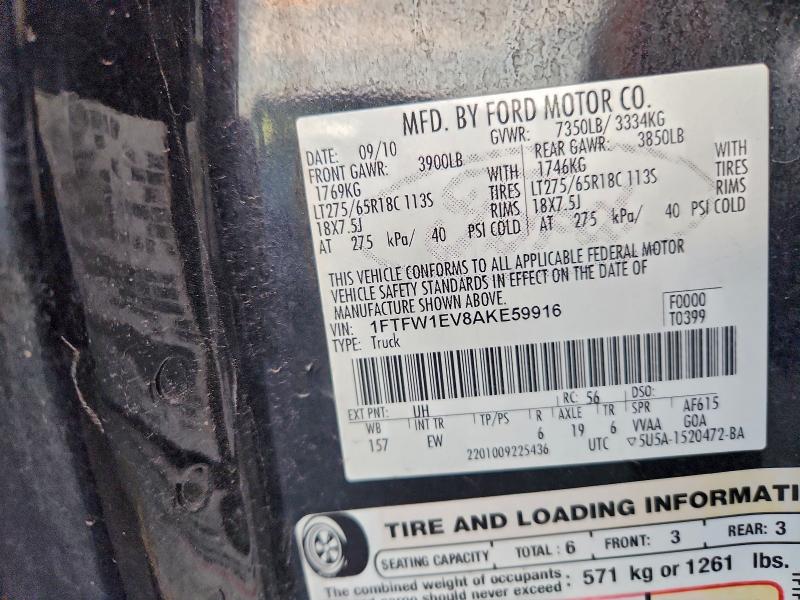 MFD. BY FORD MOTOR CO.
DATE: 09/10 GVWR: 7350LB/ 3334KG
FRONT GAWR: 3900LB REAR GAWR: 3850LB
1769KG WITH 1746KG WITH
LT275/65R18C 113S TIRES LT275/65R18C 113S TIRES
18X7.5J RIMS 18X7.5J RIMS
AT 275 kPa/ 40 PSI COLD AT 275 kPa/ 40 PSI COLD
THIS VEHICLE CONFORMS TO ALL APPLICABLE FEDERAL MOTOR
VEHICLE SAFETY STANDARDS IN EFFECT ON THE DATE OF
MANUFACTURE SHOWN ABOVE.
VIN: 1FTFW1EV8AKE59916 F0000
TYPE: Truck T0399
EXT PNT: UH RC: 56 DSO:
WB INT TR TP/PS R AXLE TR SPR AF615
157 EW 6 19 6 VVAA GOA
2201009225436 UTC ▽5U5A-1520472-BA
TIRE AND LOADING INFORMATI
SEATING CAPACITY TOTAL: 6 FRONT: 3 REAR: 3
The combined weight of occupants : 571 kg or 1261 lbs.